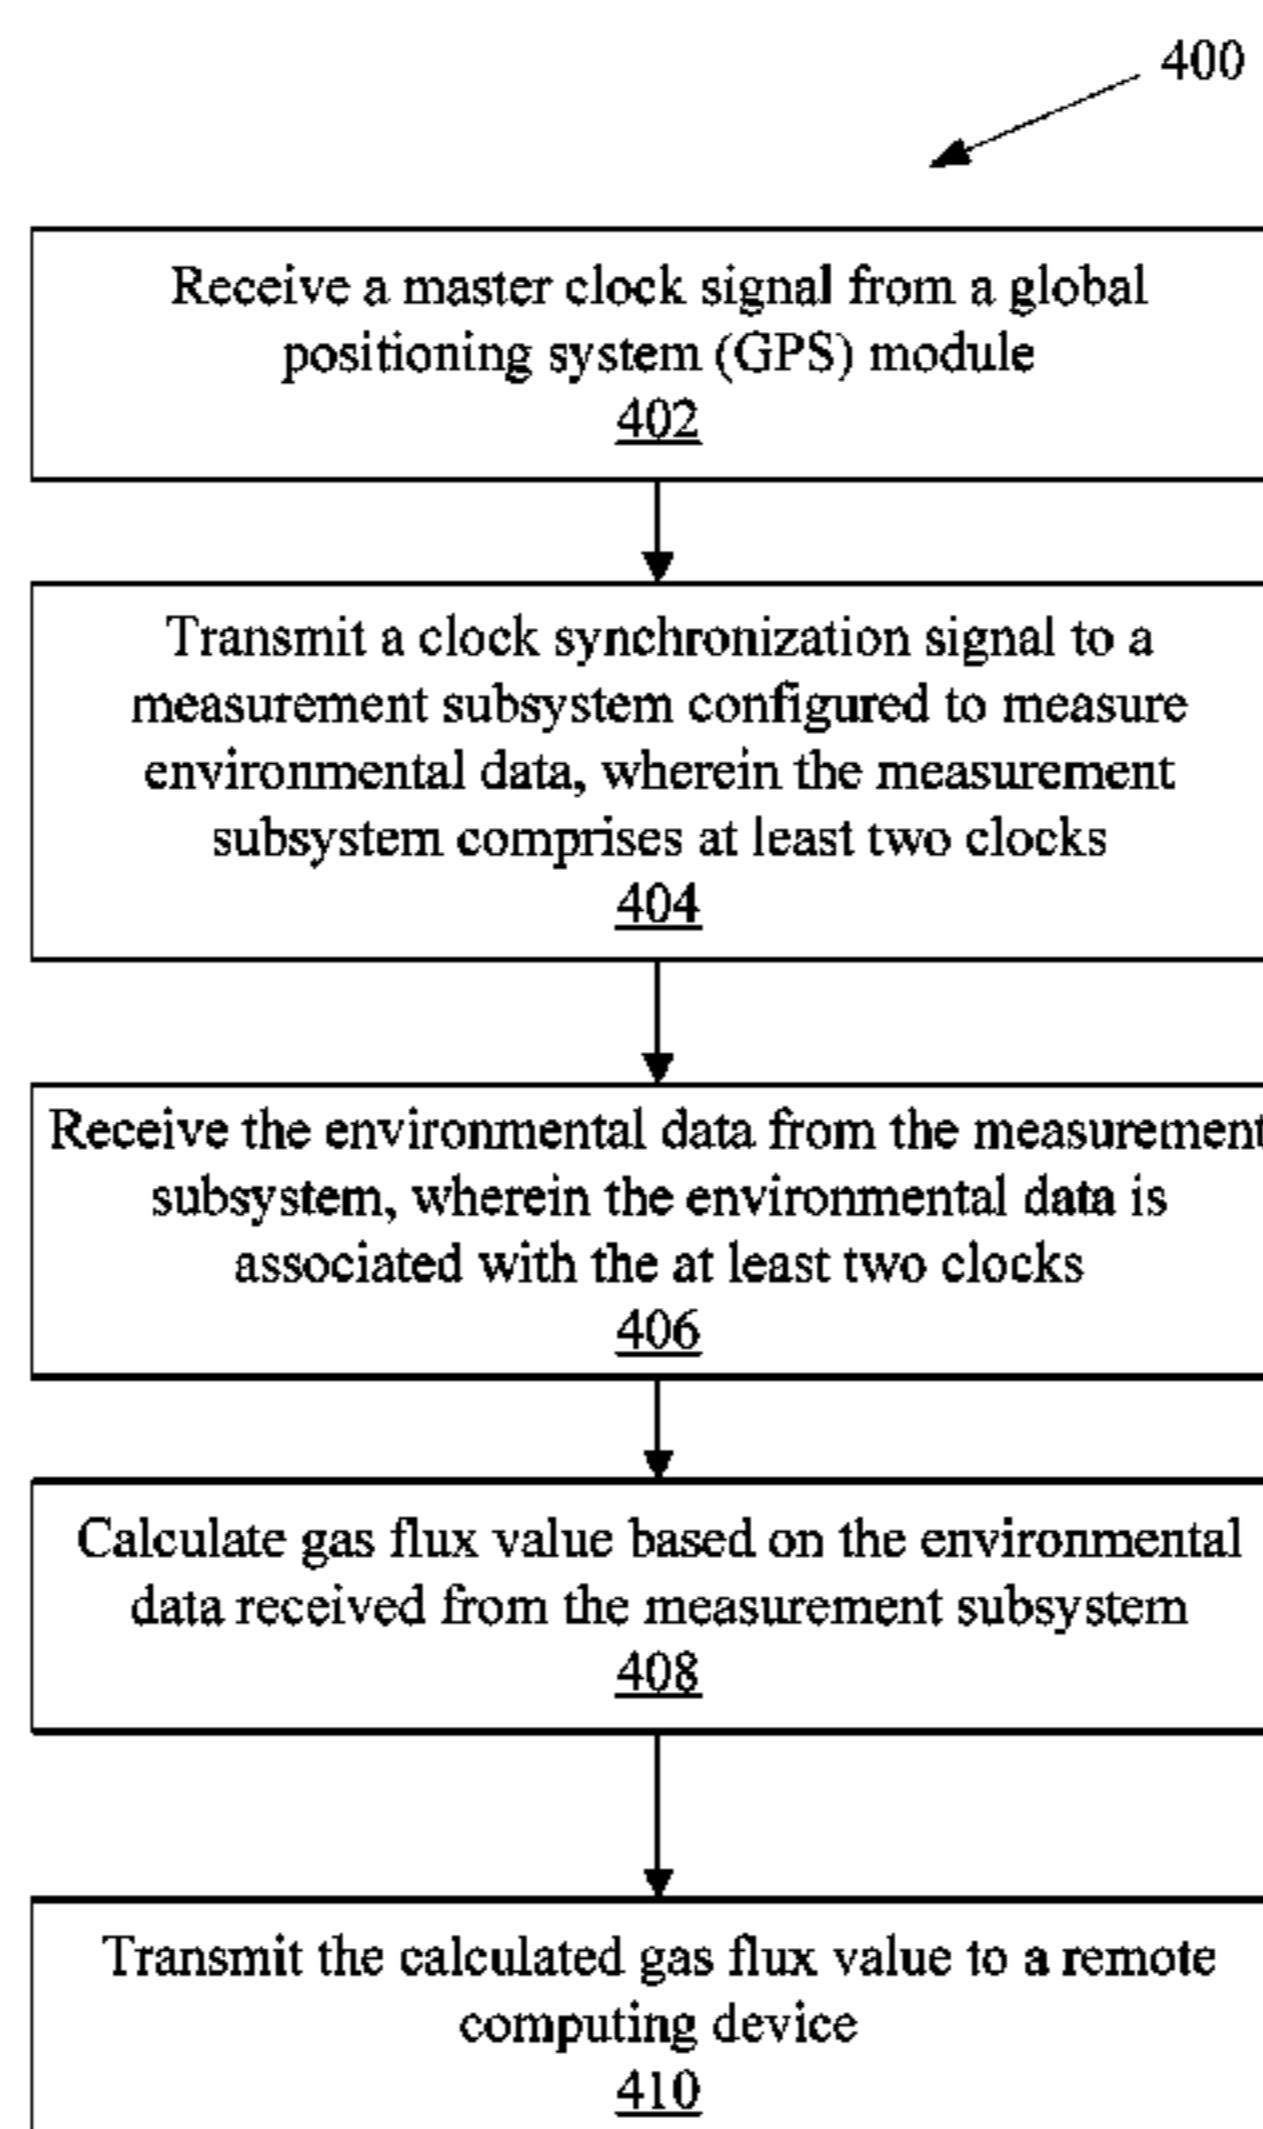 400
Receive a master clock signal from a global
positioning system (GPS) module
402
Transmit a clock synchronization signal to a
measurement subsystem configured to measure
environmental data, wherein the measurement
subsystem comprises at least two clocks
404
Receive the environmental data from the measurement
subsystem, wherein the environmental data is
associated with the at least two clocks
406
Calculate gas flux value based on the environmental
data received from the measurement subsystem
408
Transmit the calculated gas flux value to a remote
computing device
410